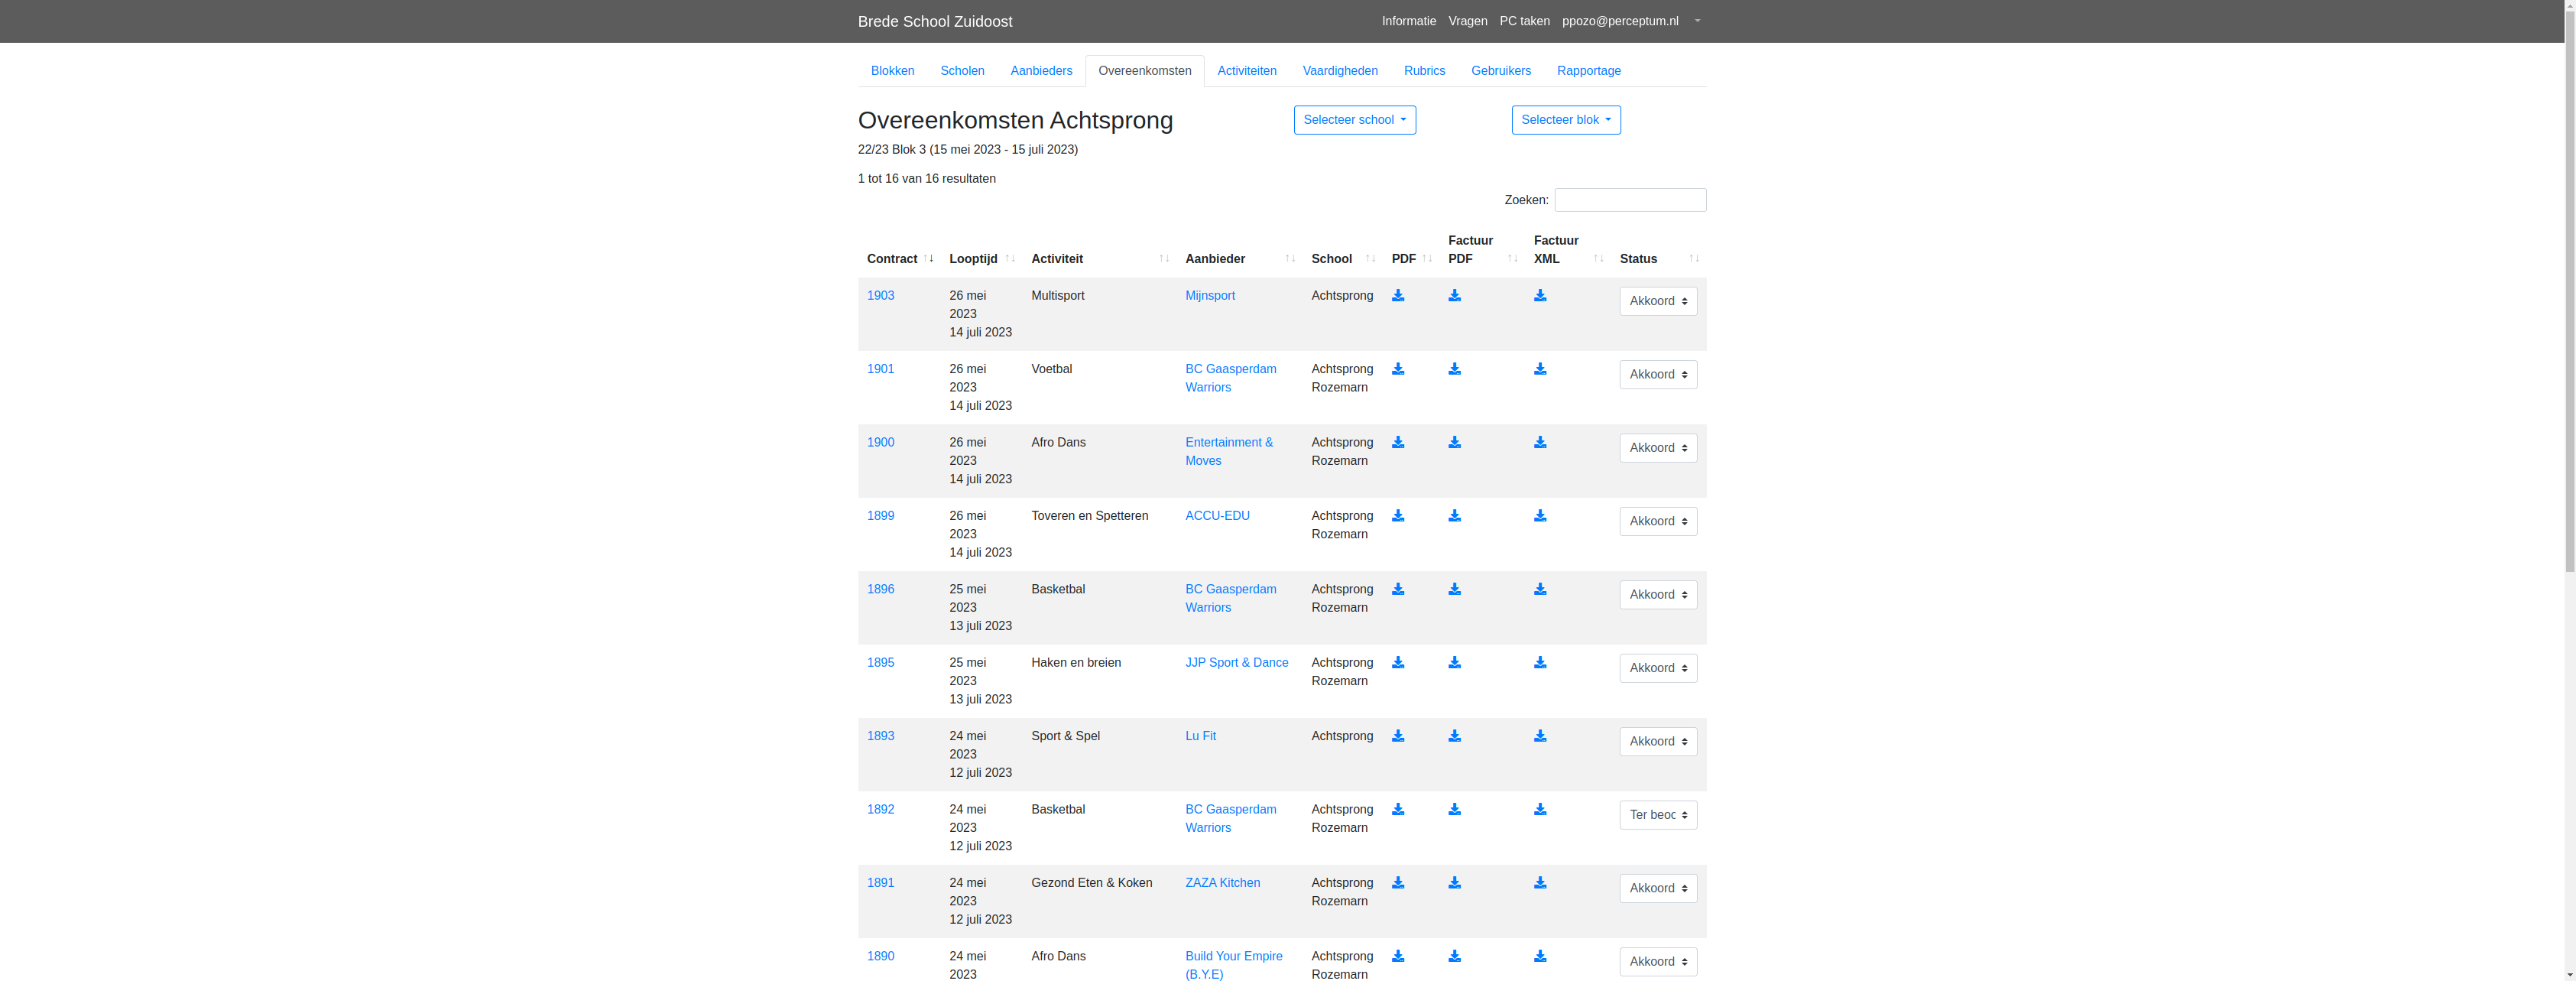 Brede School Zuidoost Informatie Vragen PC taken ppozo@perceptum.nl
Blokken Scholen Aanbieders Overeenkomsten Activiteiten Vaardigheden Rubrics Gebruikers Rapportage
Overeenkomsten Achtsprong Selecteer school Selecteer blok
22/23 Blok 3 (15 mei 2023 - 15 juli 2023)
1 tot 16 van 16 resultaten
Zoeken:
Factuur Factuur
Contract Looptijd Activiteit Aanbieder School PDF PDF XML Status
1903 26 mei Multisport Mijnsport Achtsprong Akkoord
2023
14 juli 2023
1901 26 mei Voetbal BC Gaasperdam Achtsprong Akkoord
2023 Warriors Rozemarn
14 juli 2023
1900 26 mei Afro Dans Entertainment & Achtsprong Akkoord
2023 Moves Rozemarn
14 juli 2023
1899 26 mei Toveren en Spetteren ACCU-EDU Achtsprong Akkoord
2023 Rozemarn
14 juli 2023
1896 25 mei Basketbal BC Gaasperdam Achtsprong Akkoord
2023 Warriors Rozemarn
13 juli 2023
1895 25 mei Haken en breien JJP Sport & Dance Achtsprong Akkoord
2023 Rozemarn
13 juli 2023
1893 24 mei Sport & Spel Lu Fit Achtsprong Akkoord
2023
12 juli 2023
1892 24 mei Basketbal BC Gaasperdam Achtsprong Ter beoc
2023 Warriors Rozemarn
12 juli 2023
1891 24 mei Gezond Eten & Koken ZAZA Kitchen Achtsprong Akkoord
2023 Rozemarn
12 juli 2023
1890 24 mei Afro Dans Build Your Empire Achtsprong Akkoord
2023 (B.Y.E) Rozemarn